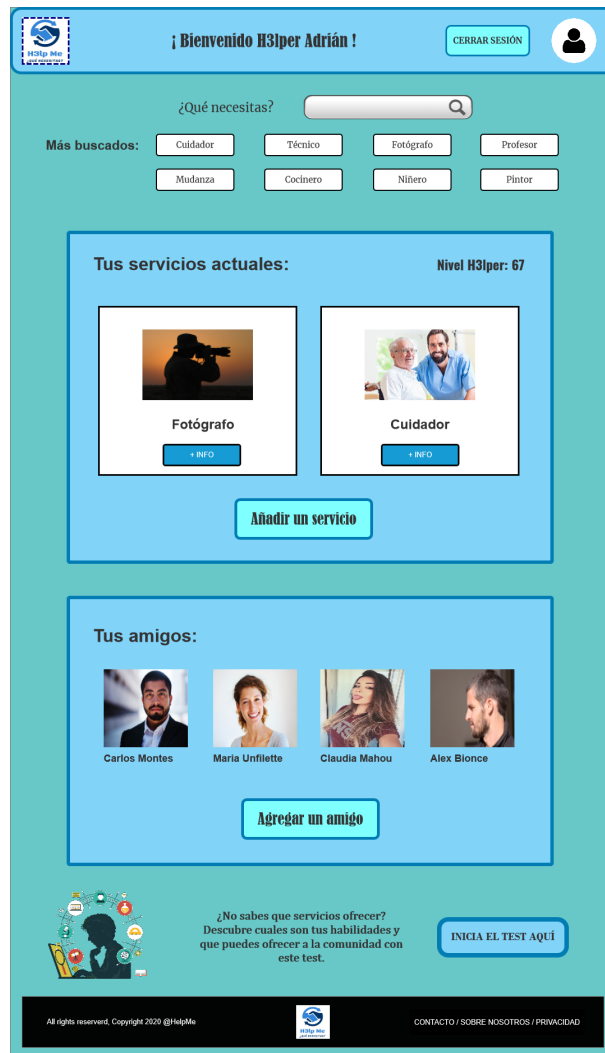 H3lp Me
¿QUÉ NECESITAS?
¡ Bienvenido H3lper Adrián !
CERRAR SESIÓN
¿Qué necesitas?
Más buscados:
Cuidador
Técnico
Fotógrafo
Profesor
Mudanza
Cocinero
Niñero
Pintor
Tus servicios actuales:
Nivel H3lper: 67
Fotógrafo
Cuidador
+ INFO
+ INFO
Añadir un servicio
Tus amigos:
Carlos Montes
Maria Unfilette
Claudia Mahou
Alex Bionce
Agregar un amigo
¿No sabes que servicios ofrecer?
Descubre cuales son tus habilidades y
que puedes ofrecer a la comunidad con
este test.
INICIA EL TEST AQUÍ
All rights reserverd, Copyright 2020 @HelpMe
H3lp Me
CONTACTO / SOBRE NOSOTROS / PRIVACIDAD